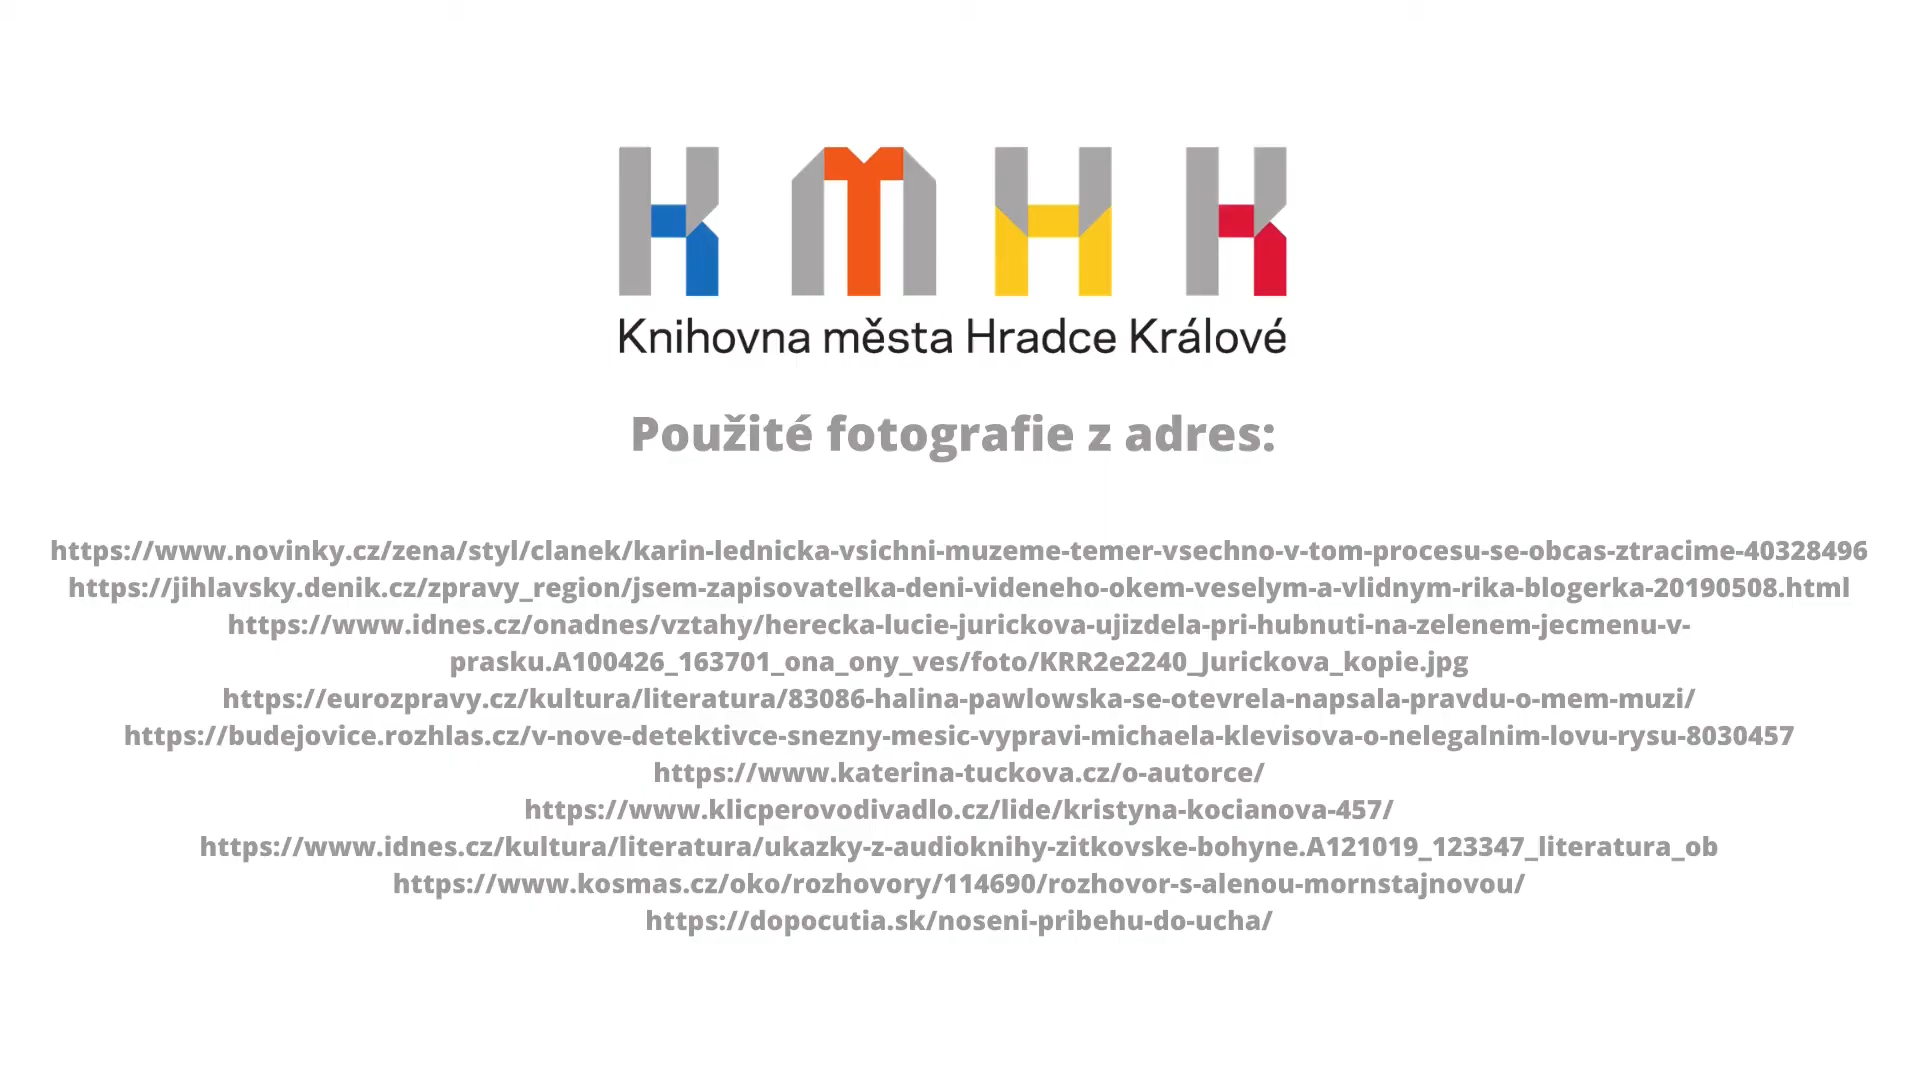 KMHK
Knihovna města Hradce Králové
Použité fotografie z adres:
https://www.novinky.cz/zena/styl/clanek/karin-lednicka-vsichni-muzeme-temer-vsechno-v-tom-procesu-se-obcas-ztracime-40328496
https://jihlavsky.denik.cz/zpravy_region/jsem-zapisovatelka-deni-videneho-okem-veselym-a-vlidnym-rika-blogerka-20190508.html
https://www.idnes.cz/onadnes/vztahy/herecka-lucie-jurickova-ujizdela-pri-hubnuti-na-zelenem-jecmenu-v-
prasku.A100426_163701_ona_ony_ves/foto/KRR2e2240_Jurickova_kopie.jpg
https://eurozpravy.cz/kultura/literatura/83086-halina-pawlowska-se-otevrela-napsala-pravdu-o-mem-muzi/
https://budejovice.rozhlas.cz/v-nove-detektivce-snezny-mesic-vypravi-michaela-klevisova-o-nelegalnim-lovu-rysu-8030457
https://www.katerina-tuckova.cz/o-autorce/
https://www.klicperovodivadlo.cz/lide/kristyna-kocianova-457/
https://www.idnes.cz/kultura/literatura/ukazky-z-audioknihy-zitkovske-bohyne.A121019_123347_literatura_ob
https://www.kosmas.cz/oko/rozhovory/114690/rozhovor-s-alenou-mornstajnovou/
https://dopocutia.sk/noseni-pribehu-do-ucha/